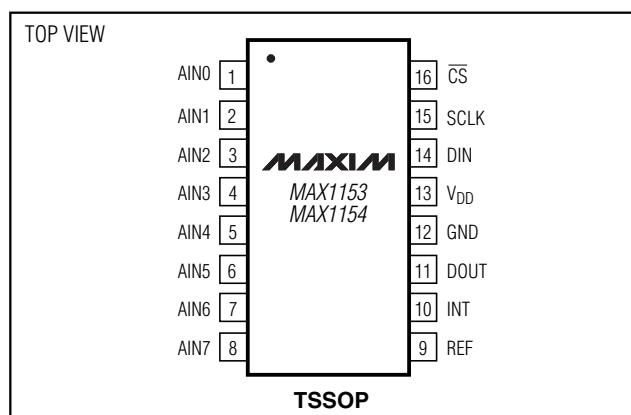 TOP VIEW
AIN0 1 16 C̅S̅
AIN1 2 15 SCLK
AIN2 3 14 DIN
MAXIM
AIN3 4 MAX1153 13 VDD
MAX1154
AIN4 5 12 GND
AIN5 6 11 DOUT
AIN6 7 10 INT
AIN7 8 9 REF
TSSOP